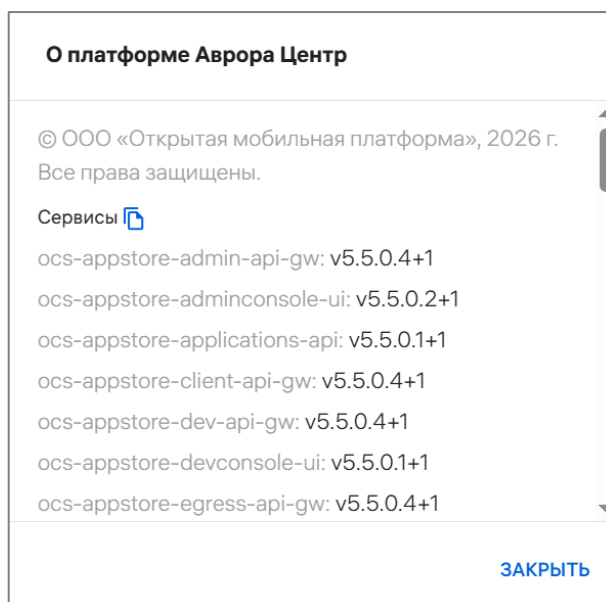 О платформе Аврора Центр
© ООО «Открытая мобильная платформа», 2026 г.
Все права защищены.
Сервисы
ocs-appstore-admin-api-gw: v5.5.0.4+1
ocs-appstore-adminconsole-ui: v5.5.0.2+1
ocs-appstore-applications-api: v5.5.0.1+1
ocs-appstore-client-api-gw: v5.5.0.4+1
ocs-appstore-dev-api-gw: v5.5.0.4+1
ocs-appstore-devconsole-ui: v5.5.0.1+1
ocs-appstore-egress-api-gw: v5.5.0.4+1
ЗАКРЫТЬ